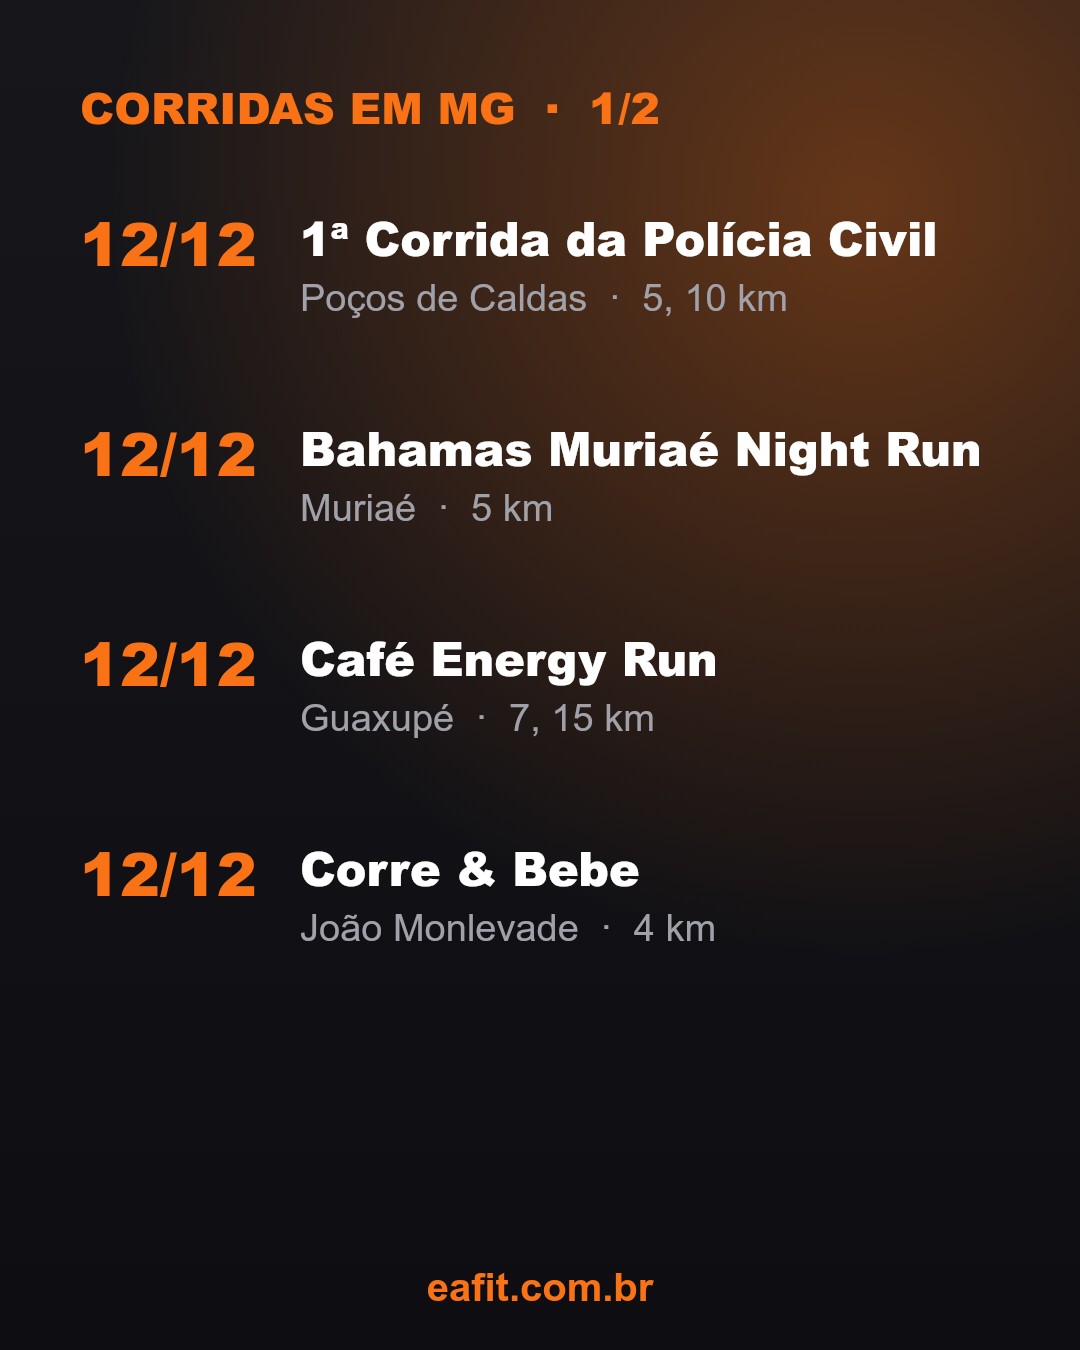 CORRIDAS EM MG · 1/2
12/12 1ª Corrida da Polícia Civil
Poços de Caldas · 5, 10 km
12/12 Bahamas Muriaé Night Run
Muriaé · 5 km
12/12 Café Energy Run
Guaxupé · 7, 15 km
12/12 Corre & Bebe
João Monlevade · 4 km
eafit.com.br